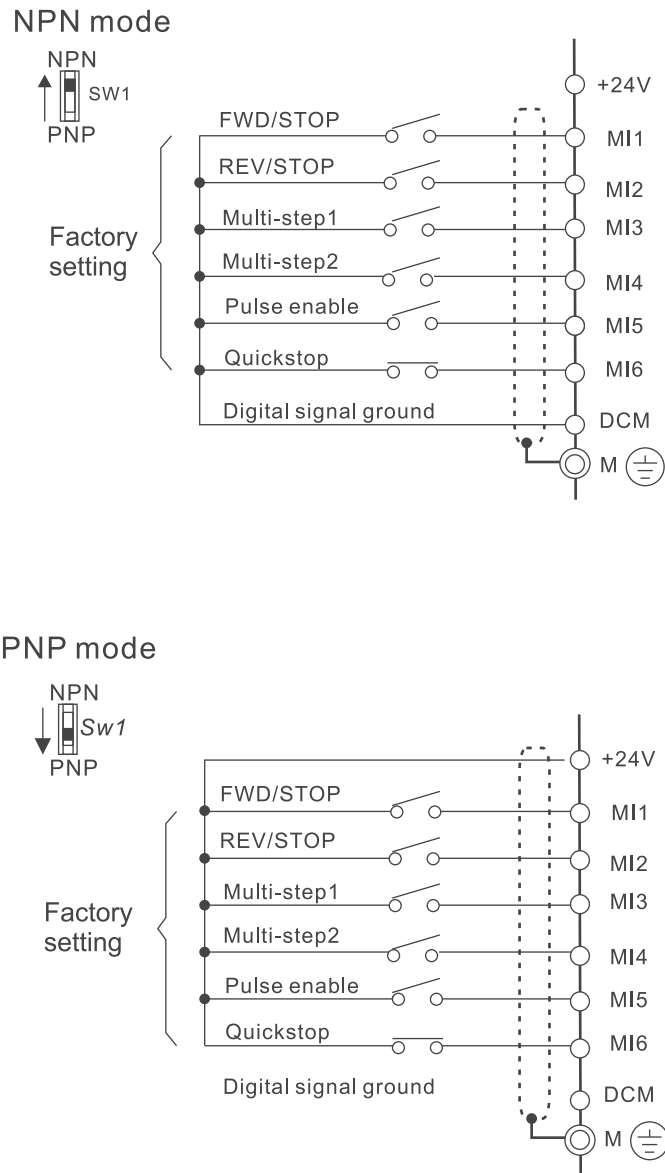 NPN mode
NPN
SW1
PNP
Factory
setting
FWD/STOP
REV/STOP
Multi-step1
Multi-step2
Pulse enable
Quickstop
Digital signal ground
+24V
MI1
MI2
MI3
MI4
MI5
MI6
DCM
M
PNP mode
NPN
Sw1
PNP
Factory
setting
FWD/STOP
REV/STOP
Multi-step1
Multi-step2
Pulse enable
Quickstop
Digital signal ground
+24V
MI1
MI2
MI3
MI4
MI5
MI6
DCM
M